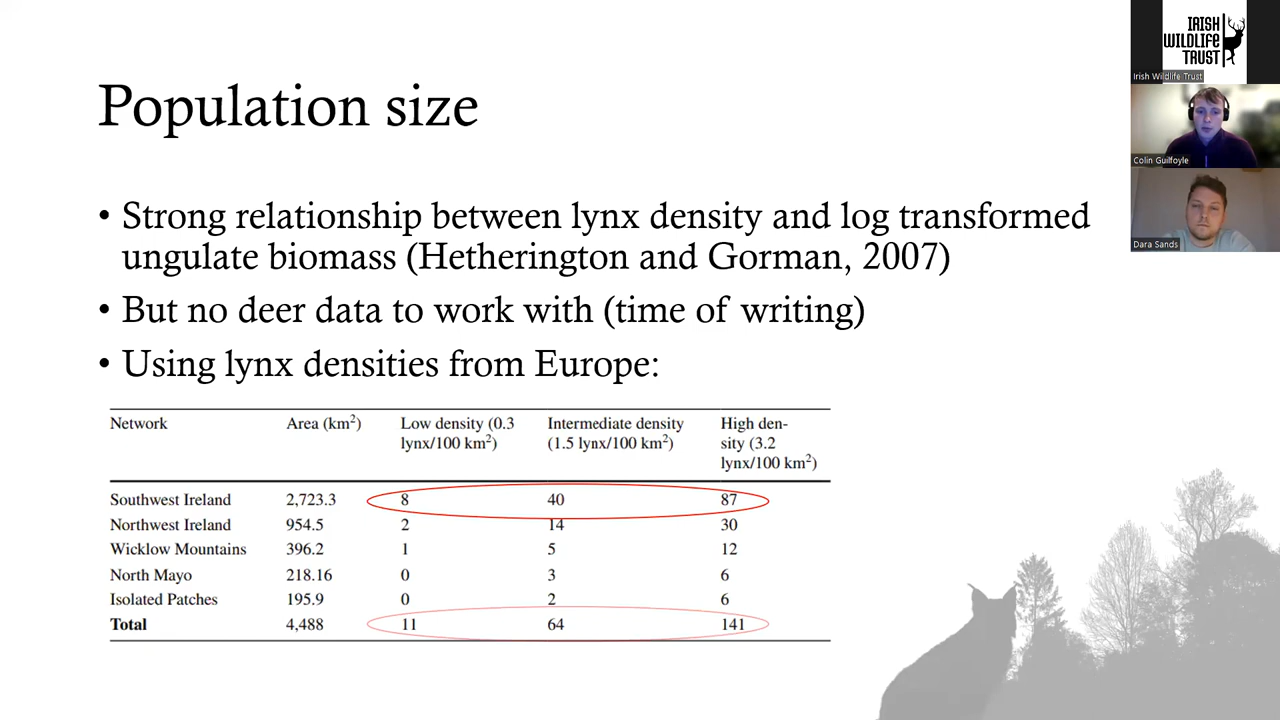 Population size
• Strong relationship between lynx density and log transformed
ungulate biomass (Hetherington and Gorman, 2007)
• But no deer data to work with (time of writing)
• Using lynx densities from Europe:
Network Area (km²) Low density (0.3 lynx/100 km²) Intermediate density (1.5 lynx/100 km²) High den-sity (3.2 lynx/100 km²)
Southwest Ireland 2,723.3 8 40 87
Northwest Ireland 954.5 2 14 30
Wicklow Mountains 396.2 1 5 12
North Mayo 218.16 0 3 6
Isolated Patches 195.9 0 2 6
Total 4,488 11 64 141
IRISH
WILDLIFE
TRUST
Irish Wildlife Trust
Colin Guilfoyle
Dara Sands